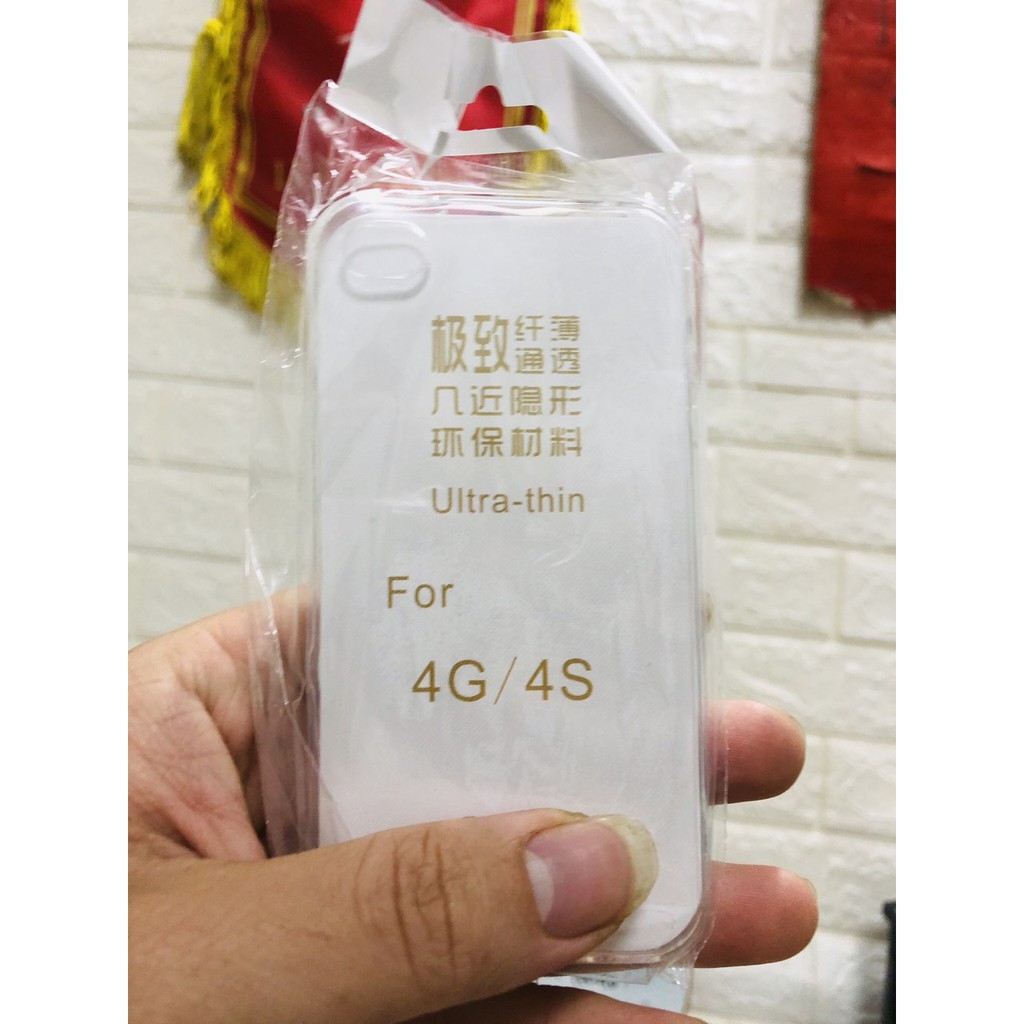 极致纤薄
通透
几近隐形
环保材料
Ultra-thin
For
4G/4S